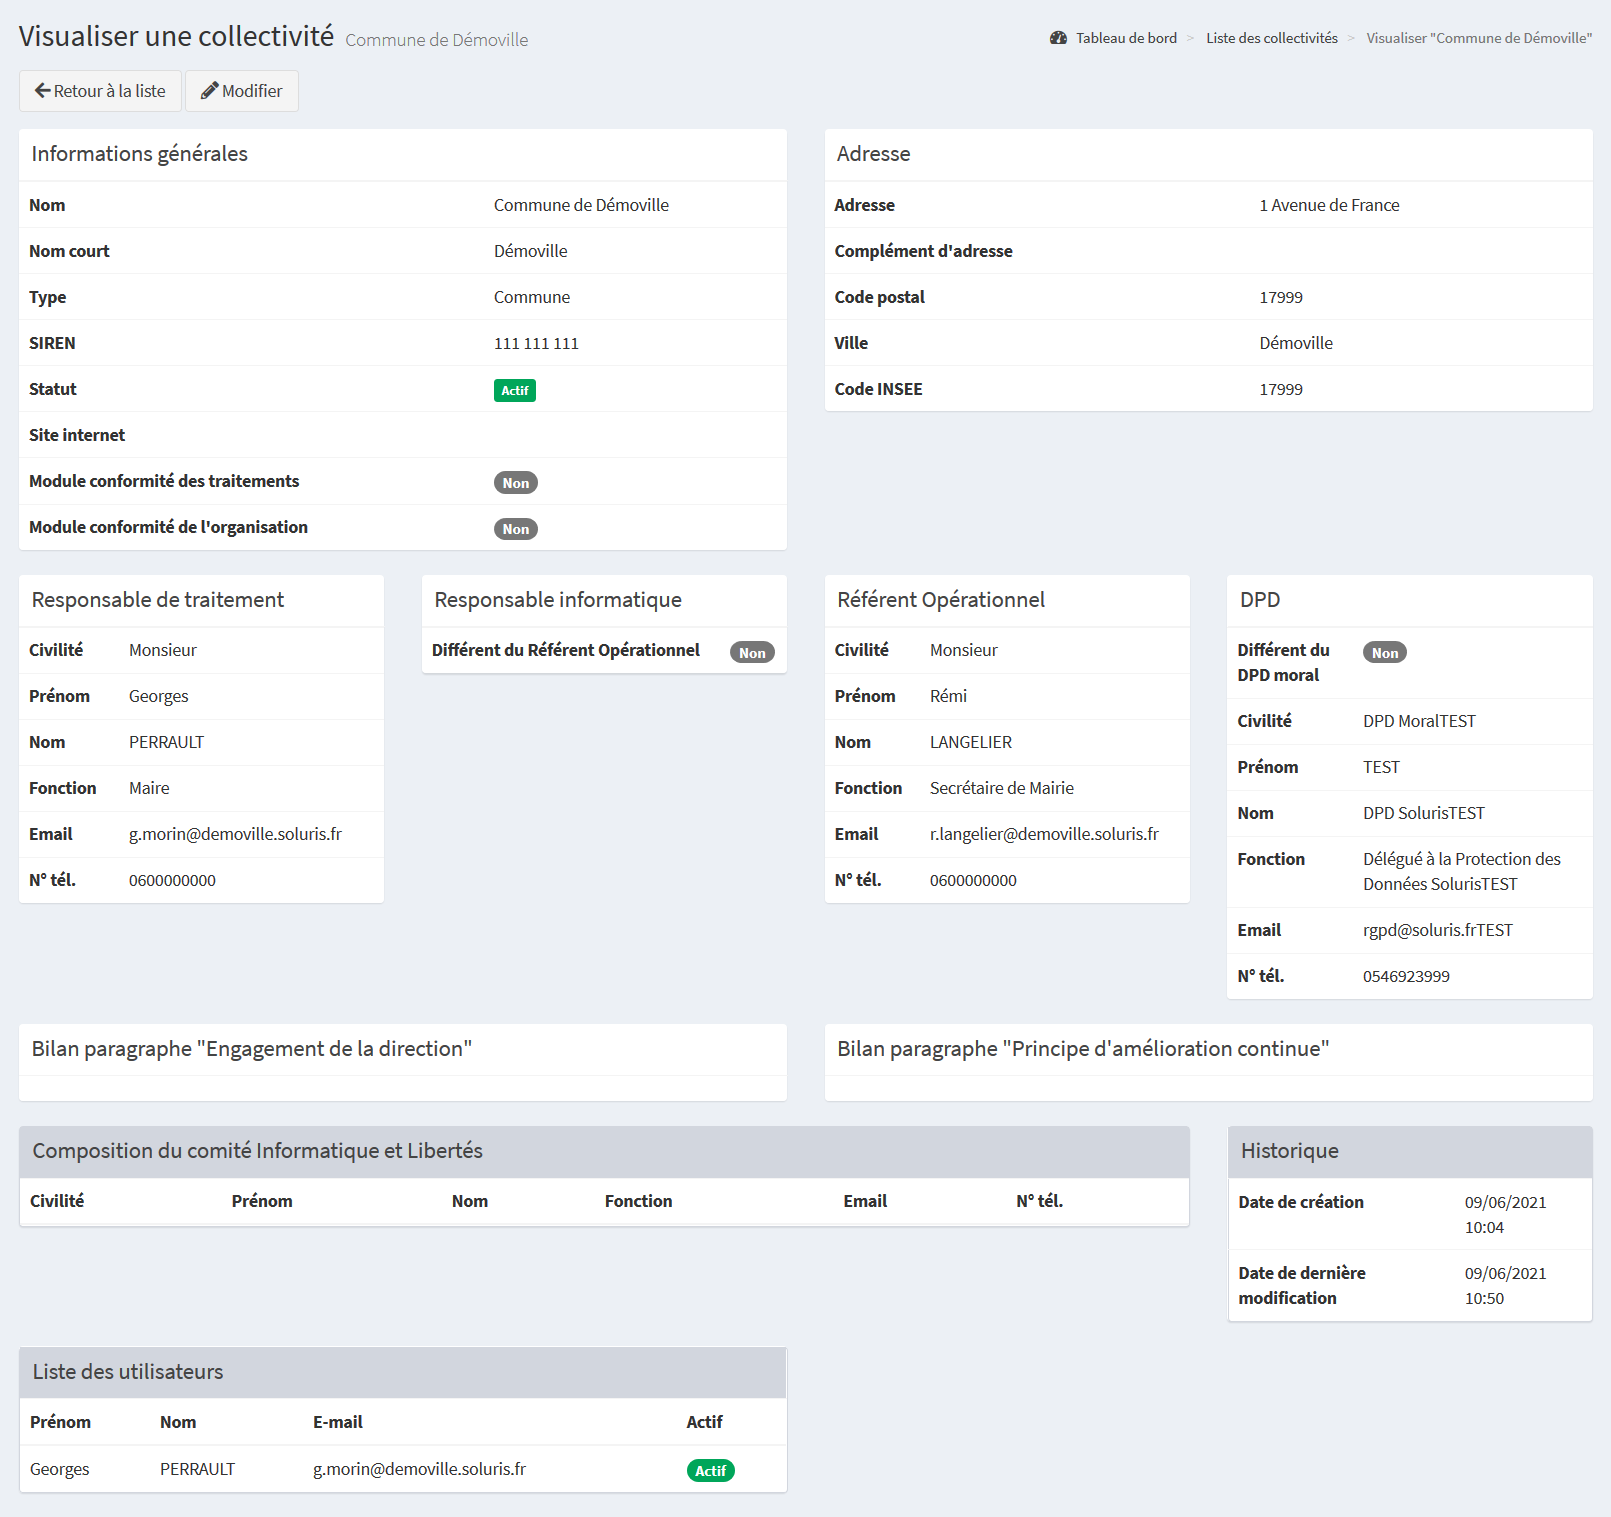 Visualiser une collectivité Commune de Démoville
Tableau de bord > Liste des collectivités > Visualiser "Commune de Démoville"
Retour à la liste
Modifier
Informations générales
Nom Commune de Démoville
Nom court Démoville
Type Commune
SIREN 111 111 111
Statut Actif
Site internet
Module conformité des traitements Non
Module conformité de l'organisation Non
Adresse
Adresse 1 Avenue de France
Complément d'adresse
Code postal 17999
Ville Démoville
Code INSEE 17999
Responsable de traitement
Civilité Monsieur
Prénom Georges
Nom PERRAULT
Fonction Maire
Email g.morin@demoville.soluris.fr
N° tél. 0600000000
Responsable informatique
Différent du Référent Opérationnel Non
Référent Opérationnel
Civilité Monsieur
Prénom Rémi
Nom LANGELIER
Fonction Secrétaire de Mairie
Email r.langelier@demoville.soluris.fr
N° tél. 0600000000
DPD
Différent du Non
DPD moral
Civilité DPD MoralTEST
Prénom TEST
Nom DPD SolurisTEST
Fonction Délégué à la Protection des
Données SolurisTEST
Email rgpd@soluris.frTEST
N° tél. 0546923999
Bilan paragraphe "Engagement de la direction"
Bilan paragraphe "Principe d'amélioration continue"
Composition du comité Informatique et Libertés
Civilité Prénom Nom Fonction Email N° tél.
Historique
Date de création 09/06/2021
10:04
Date de dernière 09/06/2021
modification 10:50
Liste des utilisateurs
Prénom Nom E-mail Actif
Georges PERRAULT g.morin@demoville.soluris.fr Actif